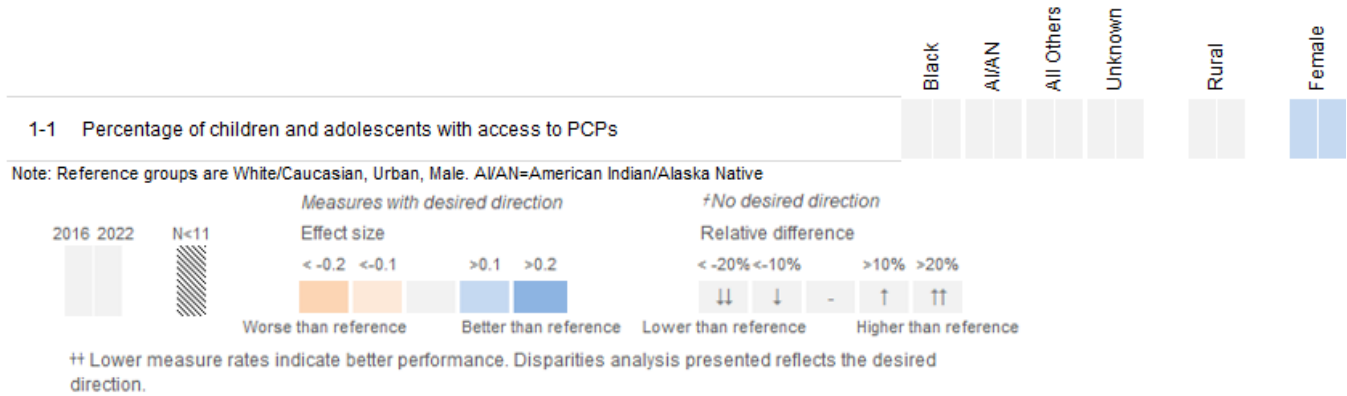 Black AI/AN All Others Unknown Rural Female
1-1 Percentage of children and adolescents with access to PCPs
Note: Reference groups are White/Caucasian, Urban, Male. AI/AN=American Indian/Alaska Native
Measures with desired direction †No desired direction
2016 2022 N<11 Effect size Relative difference
< -0.2 <-0.1 >0.1 >0.2 < -20% <-10% >10% >20%
↓↓ ↓ - ↑ ↑↑
Worse than reference Better than reference Lower than reference Higher than reference
†† Lower measure rates indicate better performance. Disparities analysis presented reflects the desired
direction.